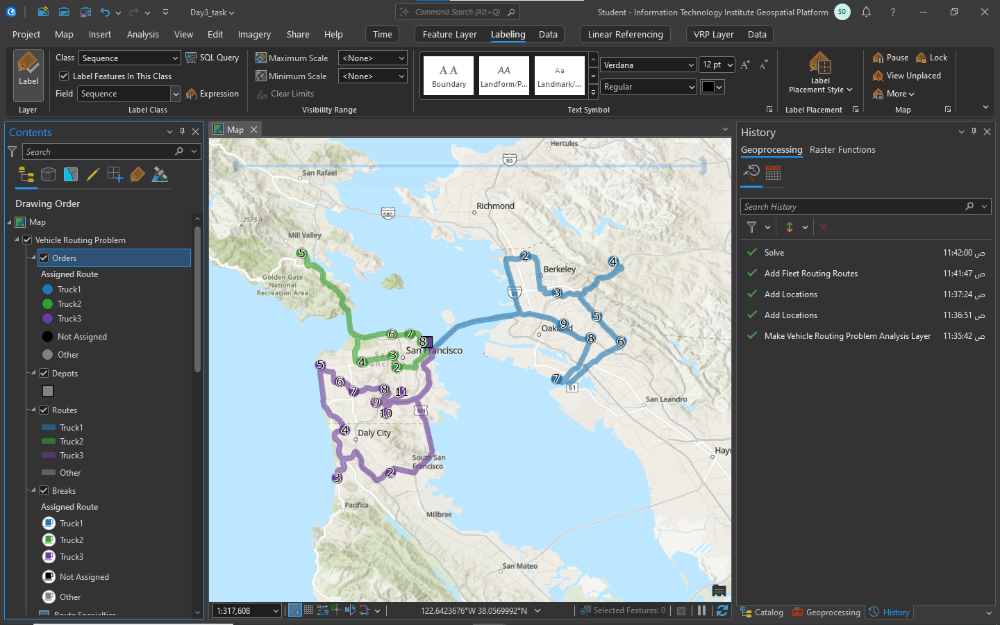 Day3_task
Command Search (Alt+Q)
Student - Information Technology Institute Geospatial Platform
SO
?
Project
Map
Insert
Analysis
View
Edit
Imagery
Share
Help
Time
Feature Layer
Labeling
Data
Linear Referencing
VRP Layer
Data
Label
Layer
Class
Sequence
SQL Query
Label Features In This Class
Field
Sequence
Expression
Label Class
Maximum Scale
<None>
Minimum Scale
<None>
Clear Limits
Visibility Range
AA
Boundary
AA
Landform/P...
Aa
Landmark/...
Verdana
12 pt
Regular
Text Symbol
Label
Placement Style
Label Placement
Pause
Lock
View Unplaced
More
Map
Contents
Search
Drawing Order
Map
Vehicle Routing Problem
Orders
Assigned Route
Truck1
Truck2
Truck3
Not Assigned
Other
Depots
Routes
Truck1
Truck2
Truck3
Other
Breaks
Assigned Route
Truck1
Truck2
Truck3
Not Assigned
Other
Route Specialties
Map
Hercules
80
San Rafael
Richmond
580
2575 ft
Mill Valley
5
2
4
Berkeley
Golden Gate
National
Recreation Area
80
3
5
9
Oakland
6
7
8
8
6
San Francisco
3
4
2
5
7
61
6
7
8
11
9
10
101
San Leandro
4
Daly City
Hayw
South San
Francisco
2
3
Pacifica
Millbrae
San Mateo
1:317,608
122.6423676°W 38.0569992°N
Selected Features: 0
History
Geoprocessing
Raster Functions
Search History
Solve
11:42:00 ص
Add Fleet Routing Routes
11:41:47 ص
Add Locations
11:37:24 ص
Add Locations
11:36:51 ص
Make Vehicle Routing Problem Analysis Layer
11:35:42 ص
Catalog
Geoprocessing
History